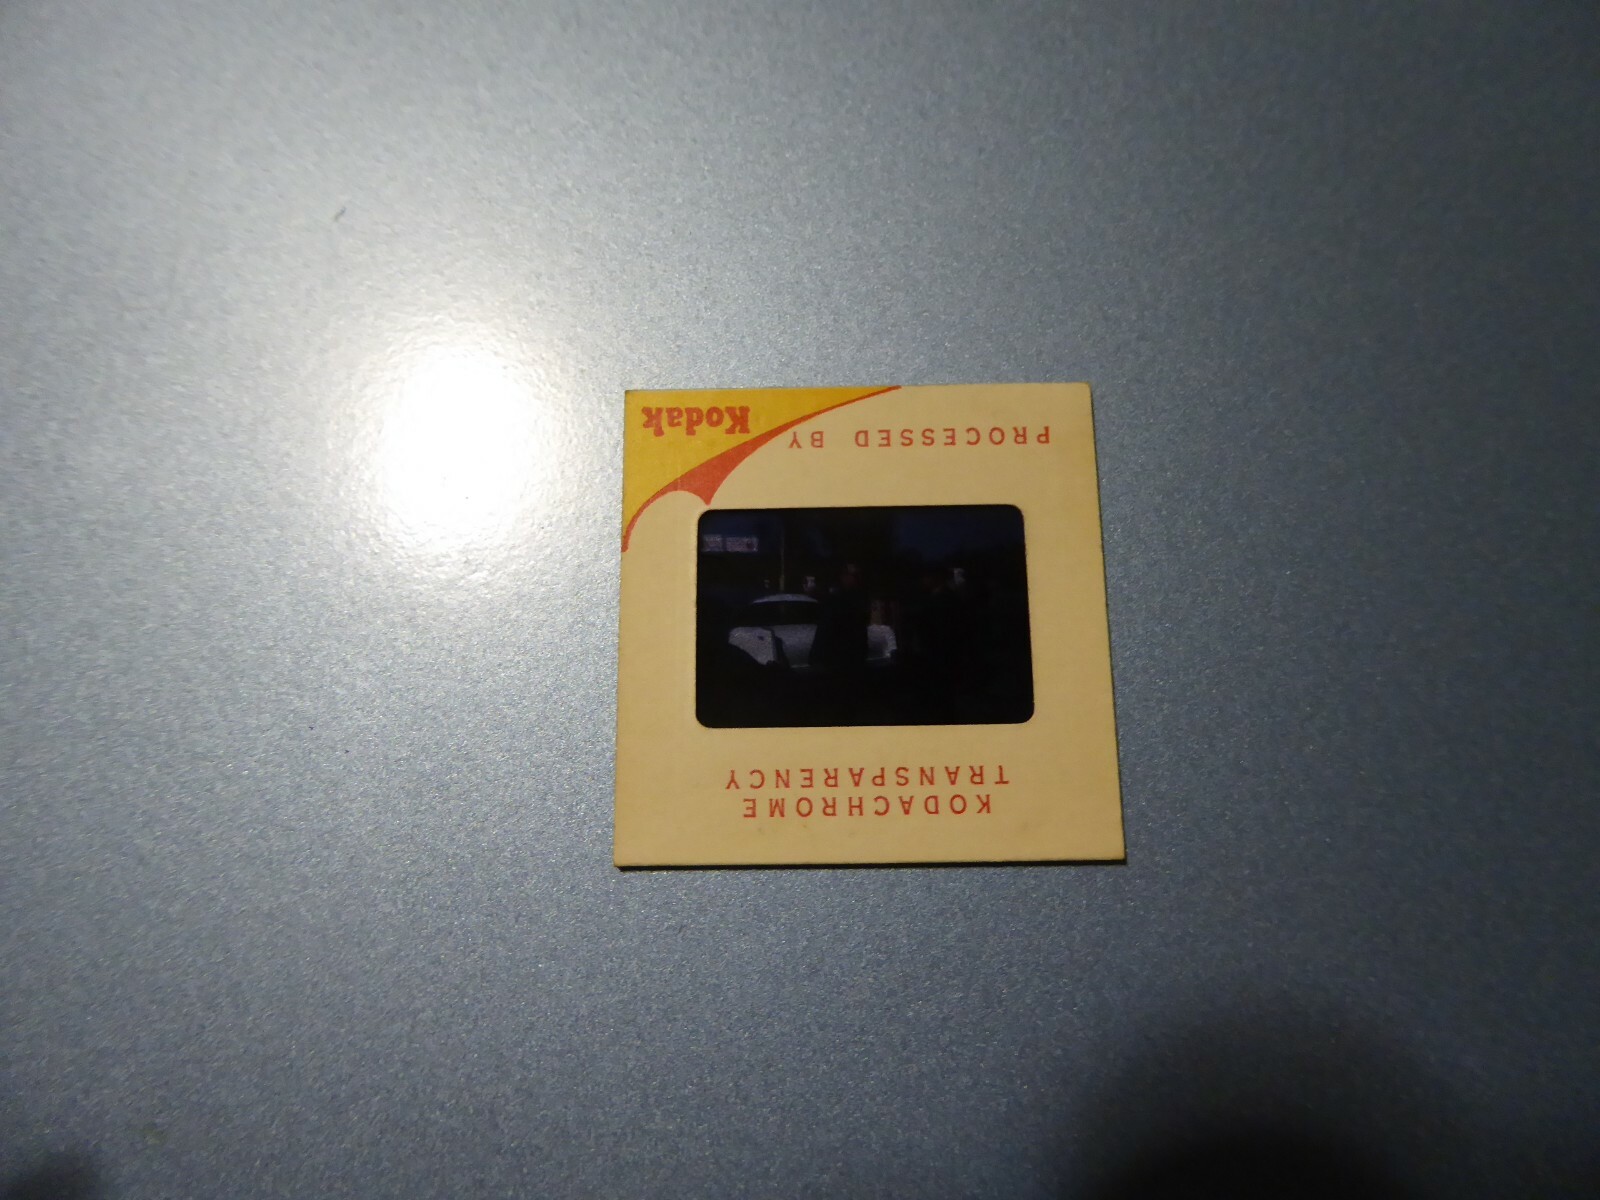 KODACHROME
TRANSPARENCY
PROCESSED BY
Kodak